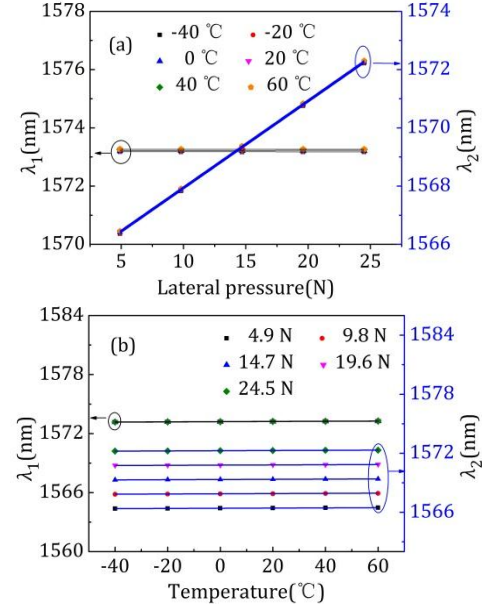 1578
1576
1574
1572
1570
λ1(nm)
(a)
-40 ℃
-20 ℃
0 ℃
20 ℃
40 ℃
60 ℃
1574
1572
1570
1568
1566
λ2(nm)
5
10
15
20
25
Lateral pressure(N)
1584
1578
1572
1566
1560
λ1(nm)
(b)
4.9 N
9.8 N
14.7 N
19.6 N
24.5 N
1584
1578
1572
1566
λ2(nm)
-40
-20
0
20
40
60
Temperature(℃)